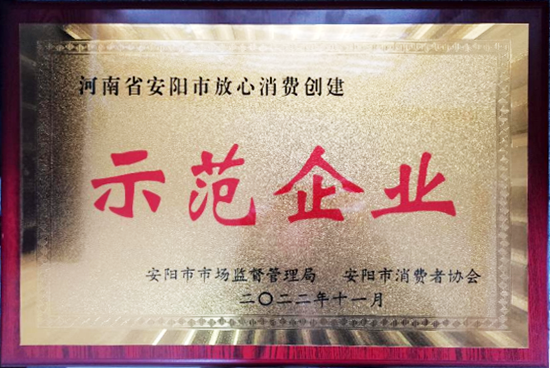 河南省安阳市放心消费创建
示范企业
安阳市市场监督管理局 安阳市消费者协会
二〇二二年十一月